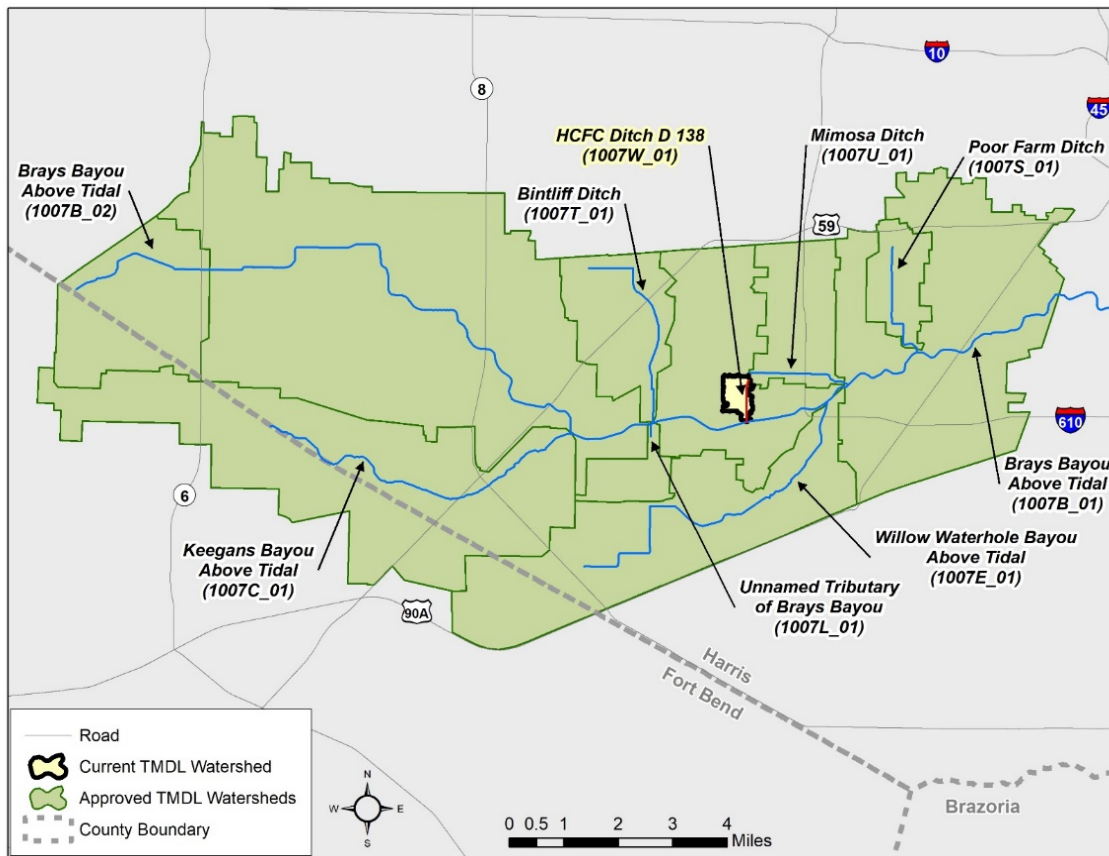 10
8
45
HCFC Ditch D 138
(1007W_01)
Mimosa Ditch
(1007U_01)
Poor Farm Ditch
(1007S_01)
Brays Bayou
Above Tidal
(1007B_02)
Bintliff Ditch
(1007T_01)
59
610
Brays Bayou
Above Tidal
(1007B_01)
6
Keegans Bayou
Above Tidal
(1007C_01)
Willow Waterhole Bayou
Above Tidal
(1007E_01)
Unnamed Tributary
of Brays Bayou
(1007L_01)
90A
Harris
Fort Bend
Brazoria
Road
Current TMDL Watershed
Approved TMDL Watersheds
County Boundary
N
W E
S
0 0.5 1 2 3 4
Miles